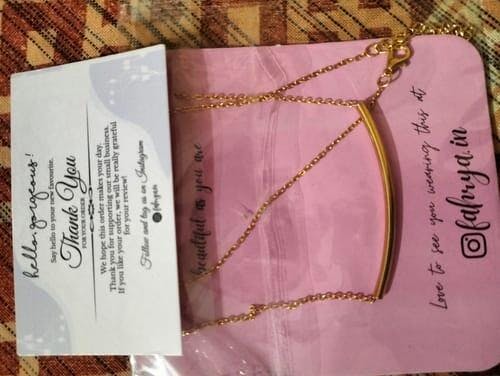 hello gorgeous!
Say hello to your new favourite.
Thank You
FOR YOUR ORDER
We hope this order makes your day.
Thank you for supporting our small business.
If you like your order, we will be really grateful
for your review!
Follow and tag us on Instagram
beautiful as you are
Love to see you wearing this at
fahrya.in